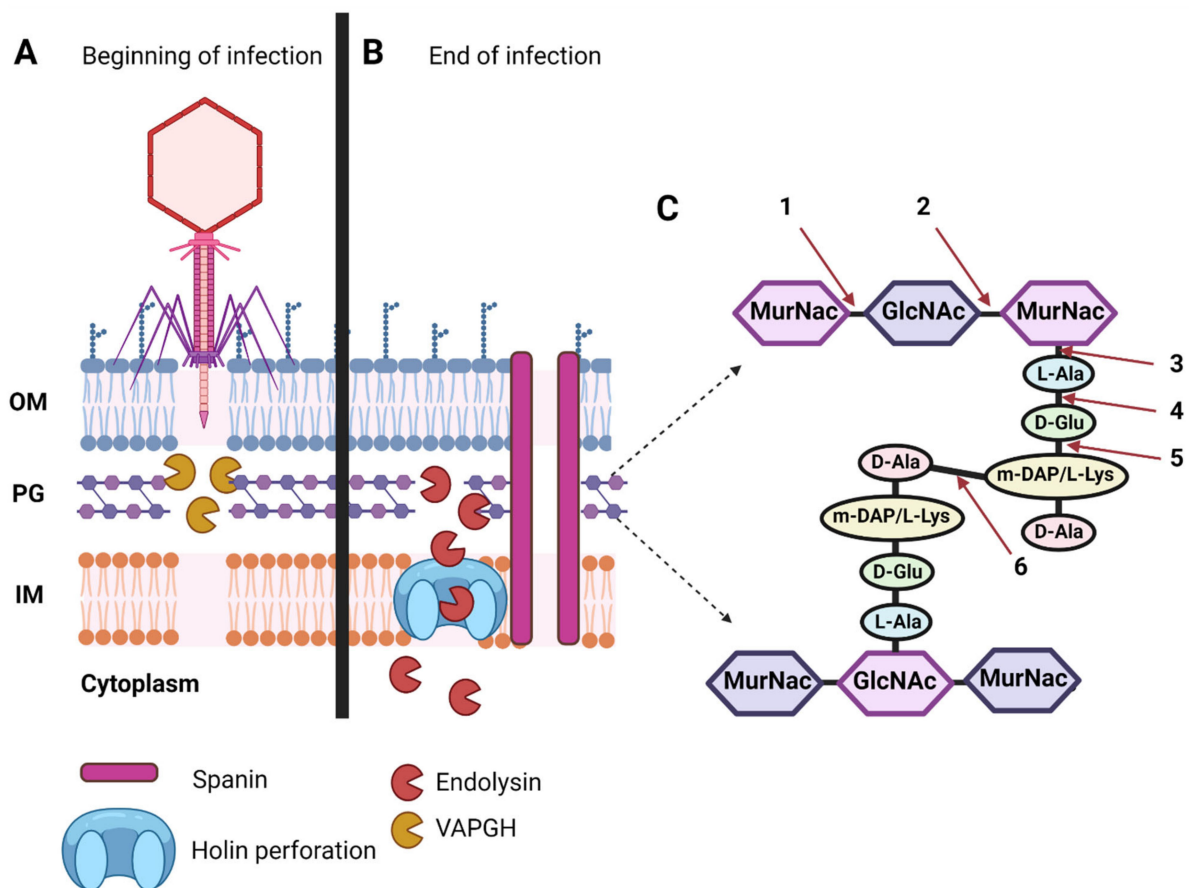 A
Beginning of infection
B
End of infection
C
1
2
MurNac
GlcNAc
MurNac
3
L-Ala
4
D-Glu
5
D-Ala
m-DAP/L-Lys
m-DAP/L-Lys
D-Ala
6
D-Glu
L-Ala
MurNac
GlcNAc
MurNac
OM
PG
IM
Cytoplasm
Spanin
Endolysin
Holin perforation
VAPGH